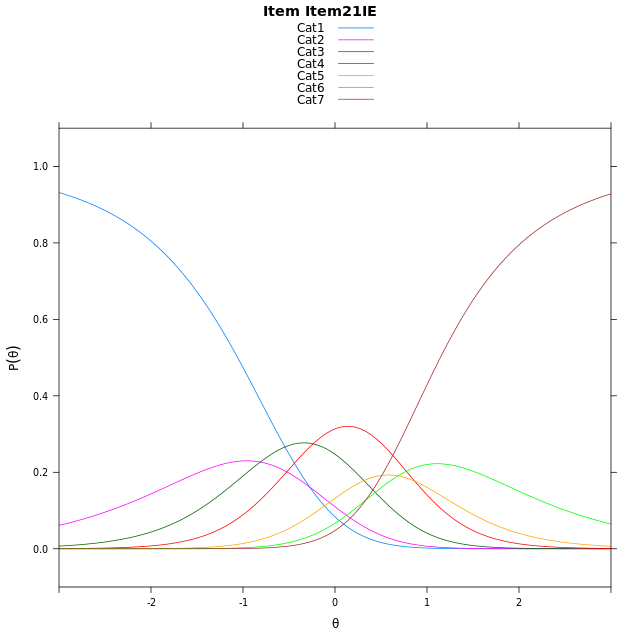 Item Item21IE
Cat1
Cat2
Cat3
Cat4
Cat5
Cat6
Cat7
1.0
0.8
0.6
0.4
0.2
0.0
P(θ)
-2 -1 0 1 2
θ